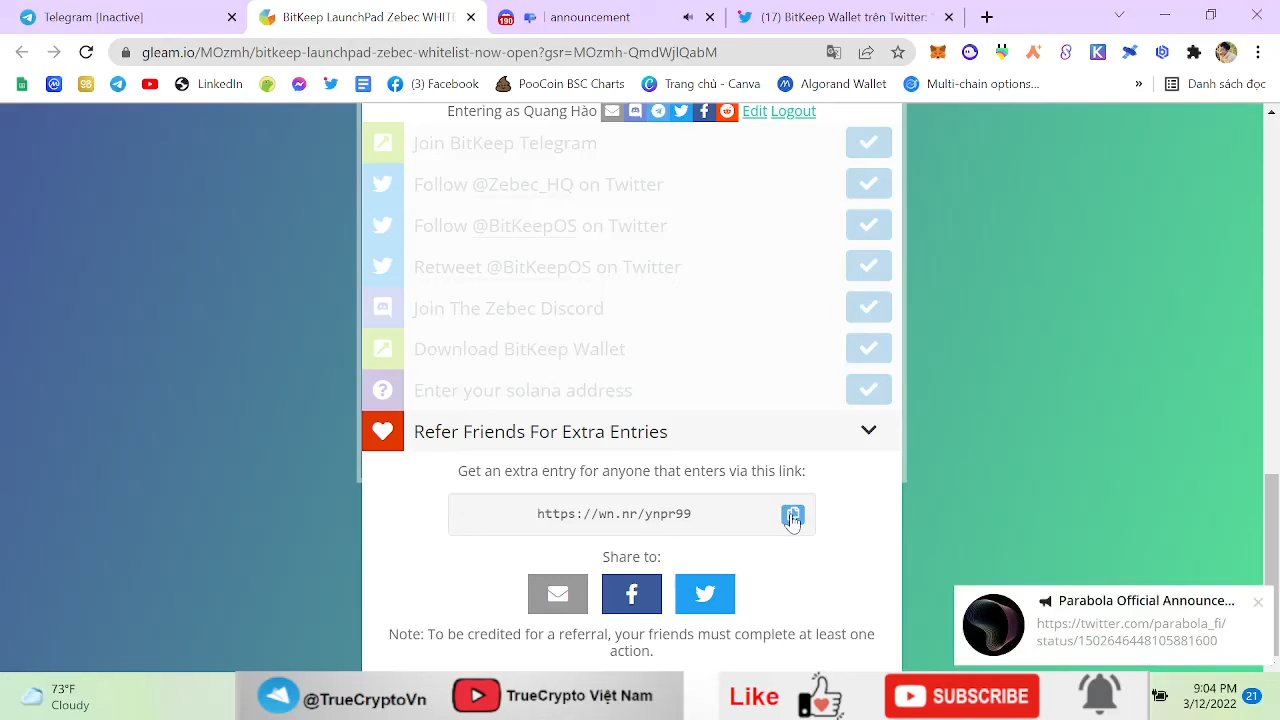 Telegram [Inactive]
BitKeep LaunchPad Zebec WHITE
190
announcement
(17) BitKeep Wallet trên Twitter:
gleam.io/MOzmh/bitkeep-launchpad-zebec-whitelist-now-open?gsr=MOzmh-QmdWjlQabM
LinkedIn
(3) Facebook
PooCoin BSC Charts
Trang chủ - Canva
Algorand Wallet
Multi-chain options...
»
Danh sách đọc
Entering as Quang Hào
Edit Logout
Join BitKeep Telegram
Follow @Zebec_HQ on Twitter
Follow @BitKeepOS on Twitter
Retweet @BitKeepOS on Twitter
Join The Zebec Discord
Download BitKeep Wallet
Enter your solana address
Refer Friends For Extra Entries
Get an extra entry for anyone that enters via this link:
https://wn.nr/ynpr99
Share to:
Note: To be credited for a referral, your friends must complete at least one
action.
Parabola Official Announce...
https://twitter.com/parabola_fi/
status/1502646448105881600
73°F
Cloudy
@TrueCryptoVn
TrueCrypto Việt Nam
Like
SUBSCRIBE
9:04 PM
3/12/2022
21